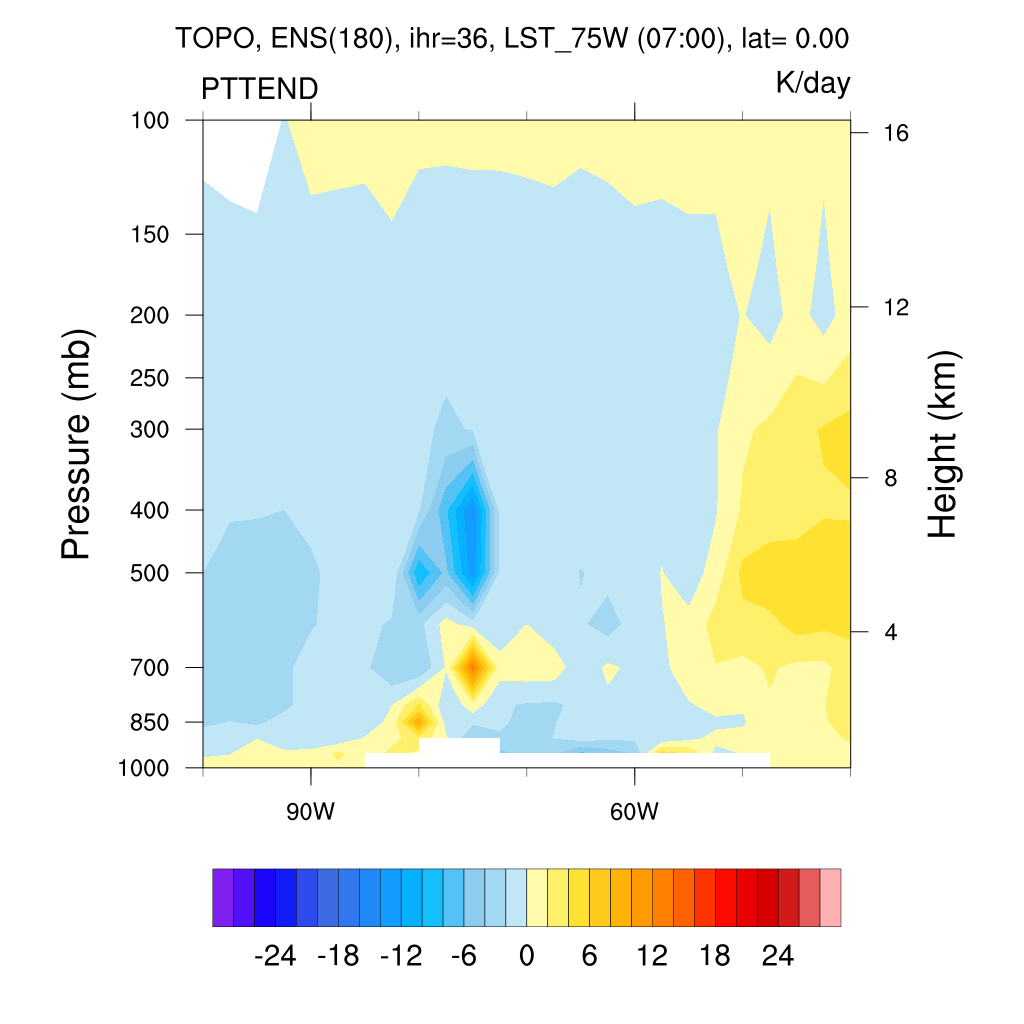 TOPO, ENS(180), ihr=36, LST_75W (07:00), lat= 0.00
PTTEND
K/day
100
150
200
250
300
400
500
700
850
1000
Pressure (mb)
16
12
8
4
Height (km)
90W
60W
-24 -18 -12 -6 0 6 12 18 24